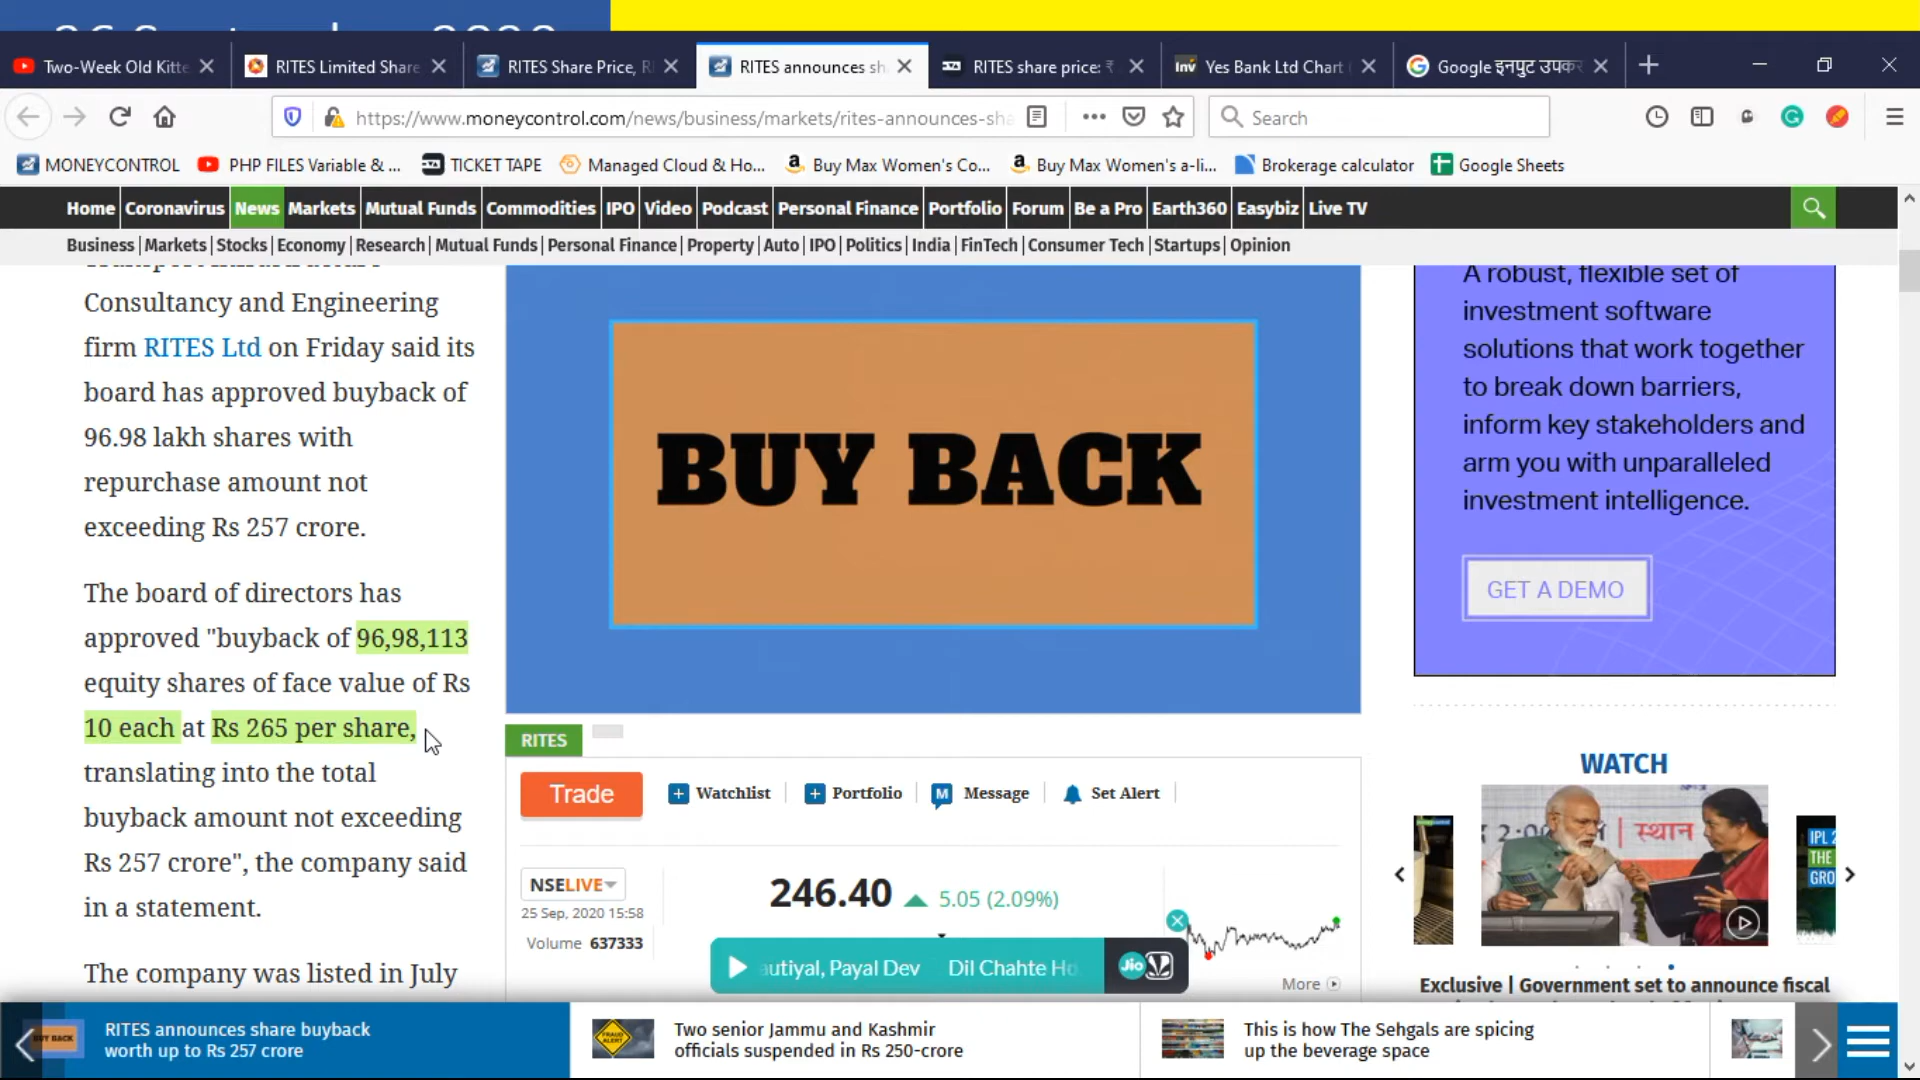 Two-Week Old Kitte
RITES Limited Share
RITES Share Price, R
RITES announces sh
RITES share price: ₹
Inv Yes Bank Ltd Chart
Google इनपुट उपकर
https://www.moneycontrol.com/news/business/markets/rites-announces-sha
Search
MONEYCONTROL
PHP FILES Variable & ...
TICKET TAPE
Managed Cloud & Ho...
Buy Max Women's Co...
Buy Max Women's a-li...
Brokerage calculator
Google Sheets
Home Coronavirus News Markets Mutual Funds Commodities IPO Video Podcast Personal Finance Portfolio Forum Be a Pro Earth360 Easybiz Live TV
Business | Markets | Stocks | Economy | Research | Mutual Funds | Personal Finance | Property | Auto | IPO | Politics | India | FinTech | Consumer Tech | Startups | Opinion
Consultancy and Engineering
firm RITES Ltd on Friday said its
board has approved buyback of
96.98 lakh shares with
repurchase amount not
exceeding Rs 257 crore.
The board of directors has
approved "buyback of 96,98,113
equity shares of face value of Rs
10 each at Rs 265 per share,
translating into the total
buyback amount not exceeding
Rs 257 crore", the company said
in a statement.
The company was listed in July
BUY BACK
RITES
Trade
Watchlist
Portfolio
M Message
Set Alert
NSELIVE
25 Sep, 2020 15:58
Volume 637333
246.40
5.05 (2.09%)
autiyal, Payal Dev Dil Chahte Ho
Jio
More
A robust, flexible set of
investment software
solutions that work together
to break down barriers,
inform key stakeholders and
arm you with unparalleled
investment intelligence.
GET A DEMO
WATCH
स्थान
IPL 2
THE
GRO
Exclusive | Government set to announce fiscal
BUY BACK
RITES announces share buyback
worth up to Rs 257 crore
FRAUD
ALERT
Two senior Jammu and Kashmir
officials suspended in Rs 250-crore
This is how The Sehgals are spicing
up the beverage space